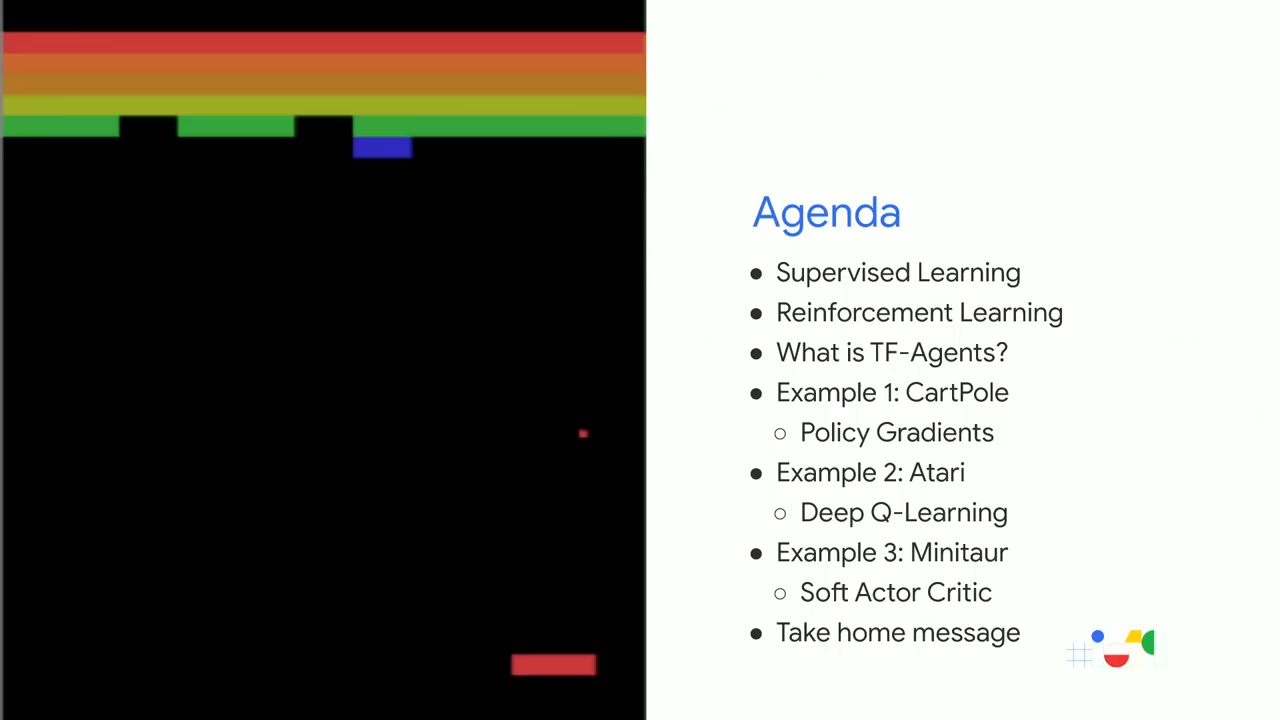 Agenda
● Supervised Learning
● Reinforcement Learning
● What is TF-Agents?
● Example 1: CartPole
○ Policy Gradients
● Example 2: Atari
○ Deep Q-Learning
● Example 3: Minitaur
○ Soft Actor Critic
● Take home message